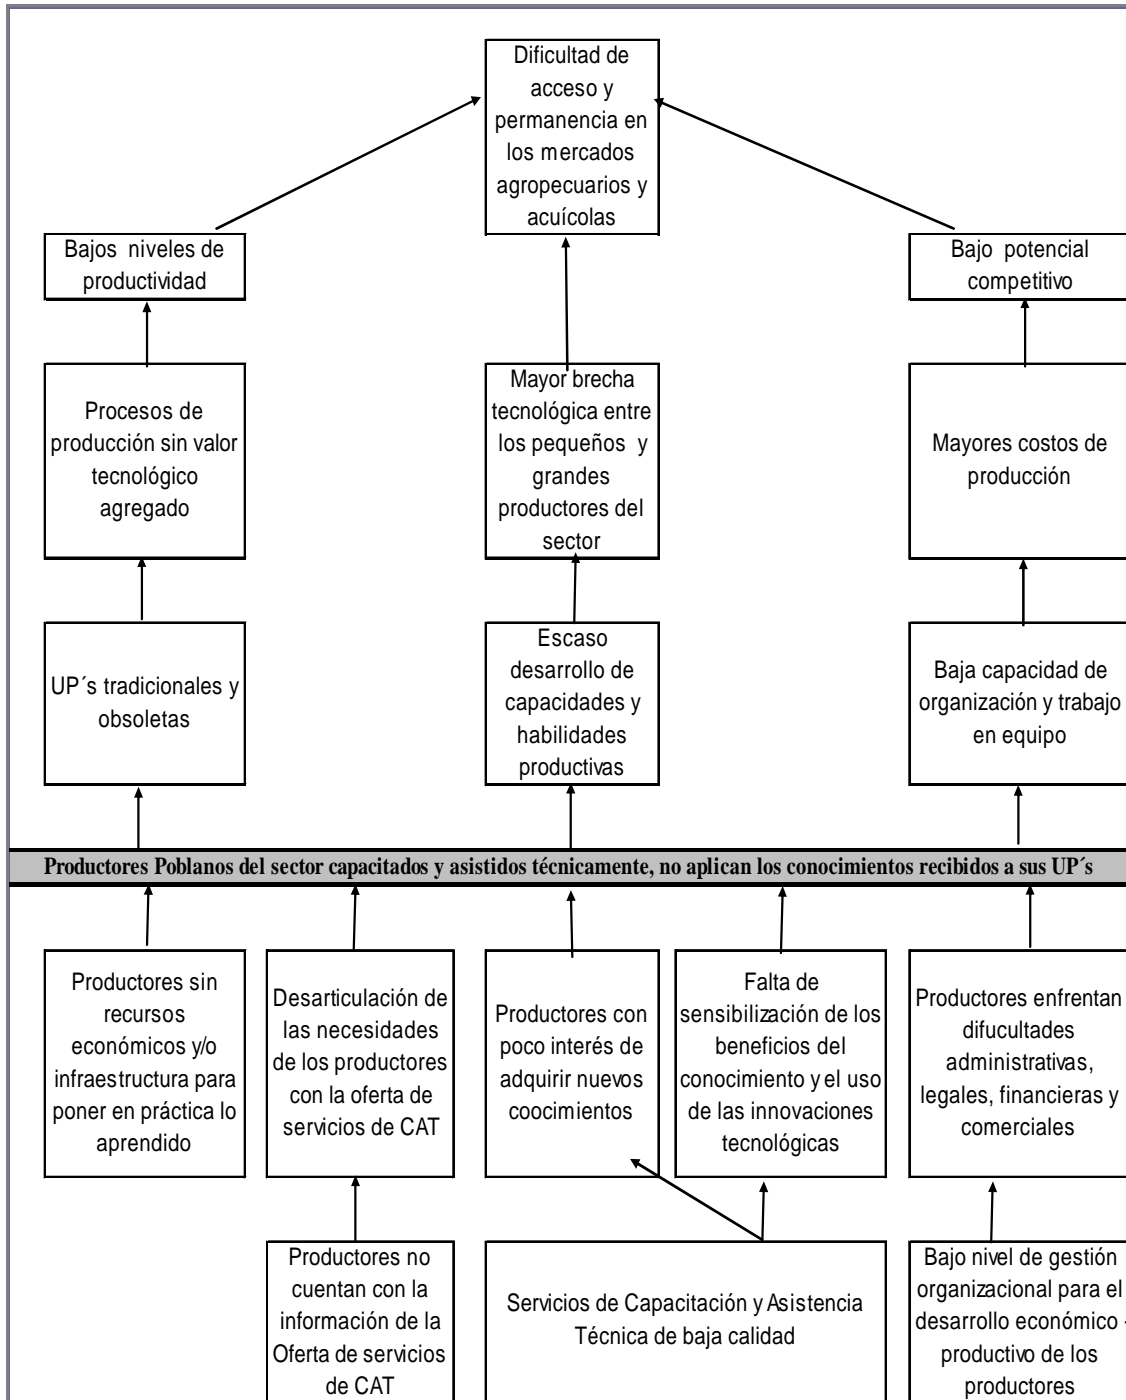 Dificultad de
acceso y
permanencia en
los mercados
agropecuarios y
acuícolas
Bajos niveles de
productividad
Bajo potencial
competitivo
Procesos de
producción sin valor
tecnológico
agregado
Mayor brecha
tecnológica entre
los pequeños y
grandes
productores del
sector
Mayores costos de
producción
UP´s tradicionales y
obsoletas
Escaso
desarrollo de
capacidades y
habilidades
productivas
Baja capacidad de
organización y trabajo
en equipo
Productores Poblanos del sector capacitados y asistidos técnicamente, no aplican los conocimientos recibidos a sus UP´s
Productores sin
recursos
económicos y/o
infraestructura para
poner en práctica lo
aprendido
Desarticulación de
las necesidades
de los productores
con la oferta de
servicios de CAT
Productores con
poco interés de
adquirir nuevos
coocimientos
Falta de
sensibilización de los
beneficios del
conocimiento y el uso
de las innovaciones
tecnológicas
Productores enfrentan
difucultades
administrativas,
legales, financieras y
comerciales
Productores no
cuentan con la
información de la
Oferta de servicios
de CAT
Servicios de Capacitación y Asistencia
Técnica de baja calidad
Bajo nivel de gestión
organizacional para el
desarrollo económico -
productivo de los
productores